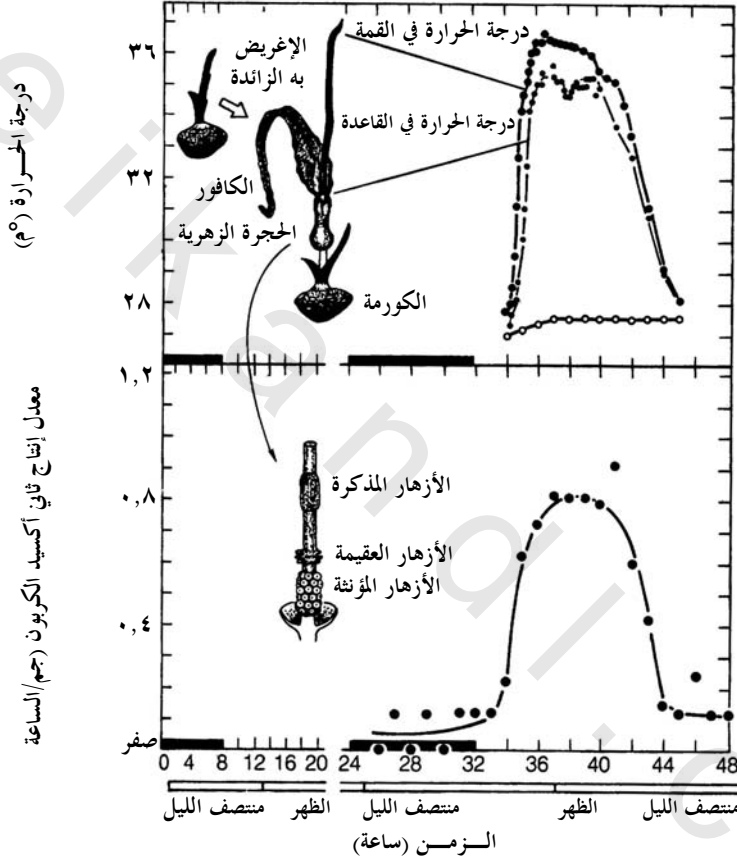 درجة الحـــرارة (°م)
٣٦
٣٢
٢٨
الإغريض
به الزائدة
درجة الحرارة في القمة
درجة الحرارة في القاعدة
الكافور
الحجرة الزهرية
الكورمة
معدل إنتاج ثاني أكسيد الكربون (جم/الساعة
١,٢
٠,٨
٠,٤
صفر
الأزهار المذكرة
الأزهار العقيمة
الأزهار المؤنثة
0 4 8 12 16 20 24 28 32 36 40 44 48
منتصف الليل الظهر منتصف الليل الظهر منتصف الليل
الـــزمـــن (ساعة)
eikandl.c